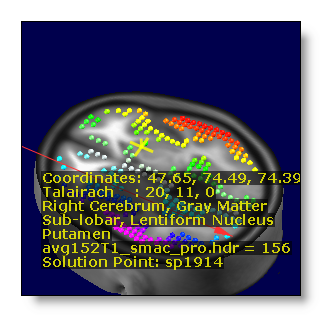 Coordinates: 47.65, 74.49, 74.39
Talairach : 20, 11, 0
Right Cerebrum, Gray Matter
Sub-lobar, Lentiform Nucleus
Putamen
avg152T1_smac_pro.hdr = 156
Solution Point: sp1914